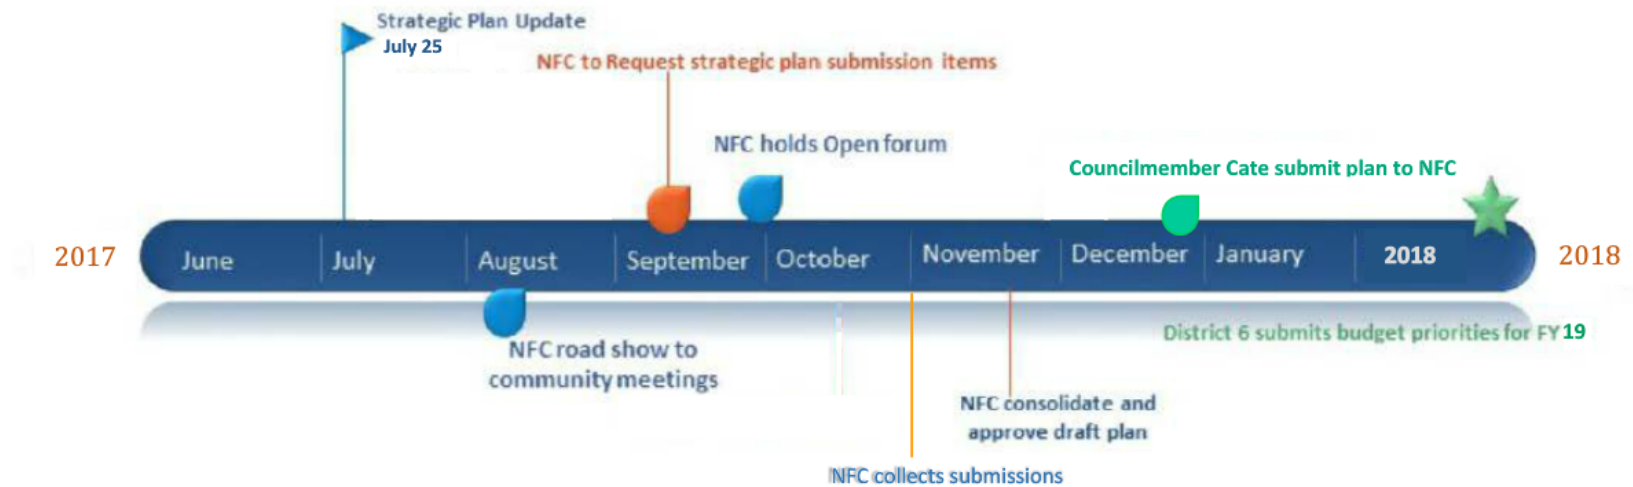 Strategic Plan Update
July 25
NFC to Request strategic plan submission items
NFC holds Open forum
Councilmember Cate submit plan to NFC
2017
June
July
August
September
October
November
December
January
2018
2018
District 6 submits budget priorities for FY 19
NFC road show to
community meetings
NFC consolidate and
approve draft plan
NFC collects submissions